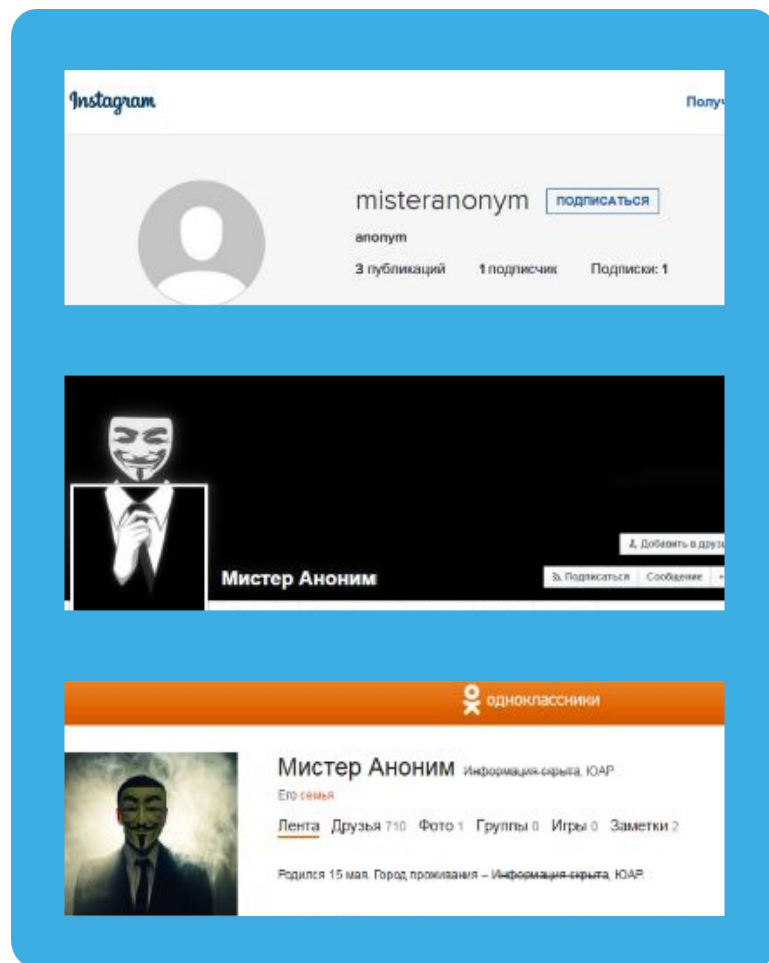 Instagram
misteranonym ПОДПИСАТЬСЯ
anonym
3 публикаций 1 подписчик Подписки: 1
Добавить в друзь
Мистер Аноним
Подписаться Сообщение
одноклассники
Мистер Аноним Информация скрыта, ЮАР
Его семья
Лента Друзья 710 Фото 1 Группы 0 Игры 0 Заметки 2
Родился 15 мая. Город проживания – Информация скрыта, ЮАР.